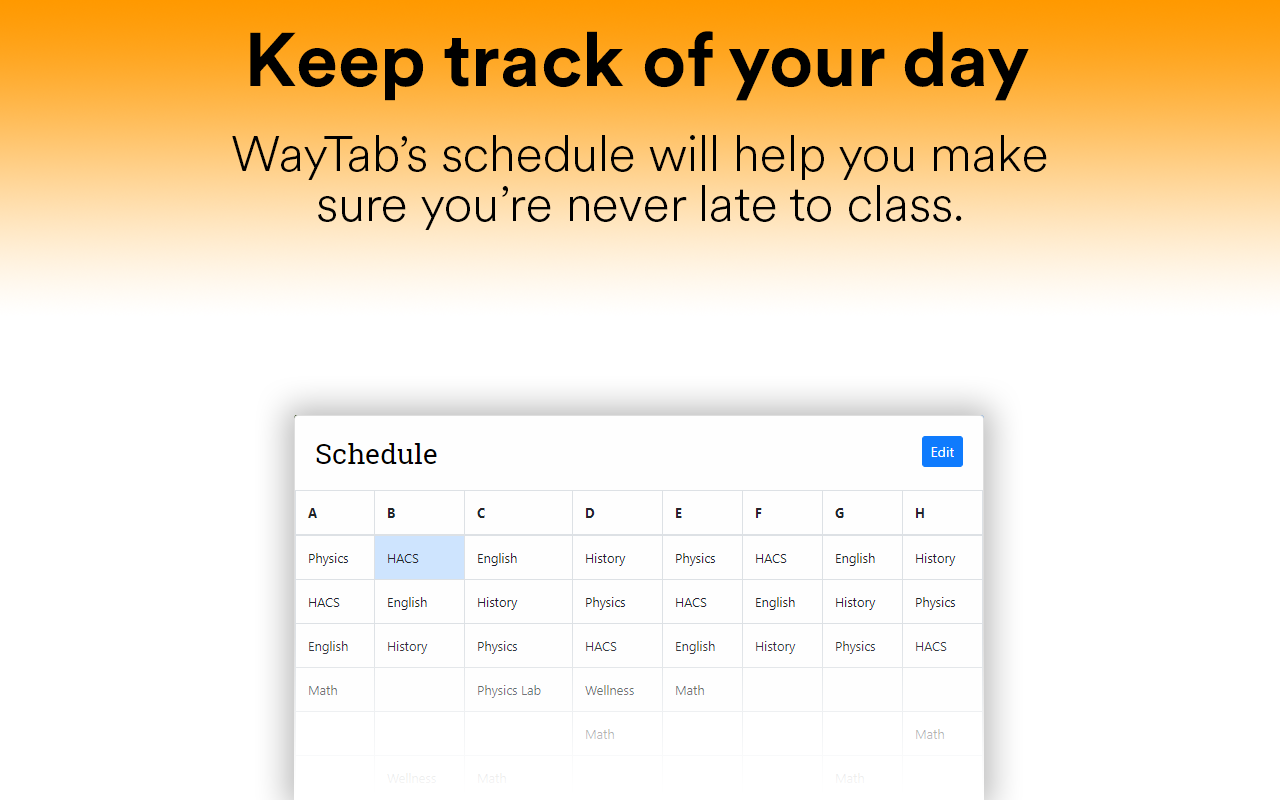 Keep track of your day
WayTab’s schedule will help you make
sure you’re never late to class.
Schedule Edit
A B C D E F G H
Physics HACS English History Physics HACS English History
HACS English History Physics HACS English History Physics
English History Physics HACS English History Physics HACS
Math Physics Lab Wellness Math
Math Math
Wellness Math Math